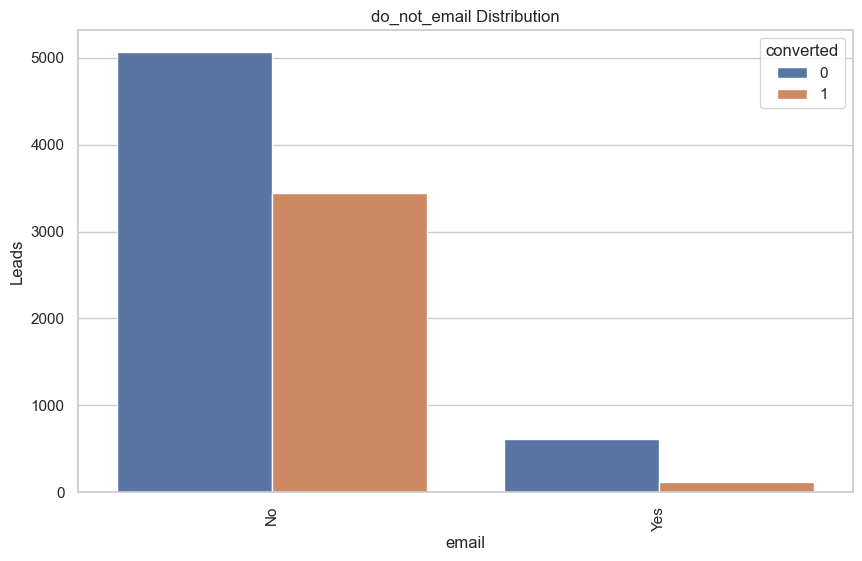 do_not_email Distribution
converted
0
1
5000
4000
3000
2000
1000
0
Leads
No
Yes
email